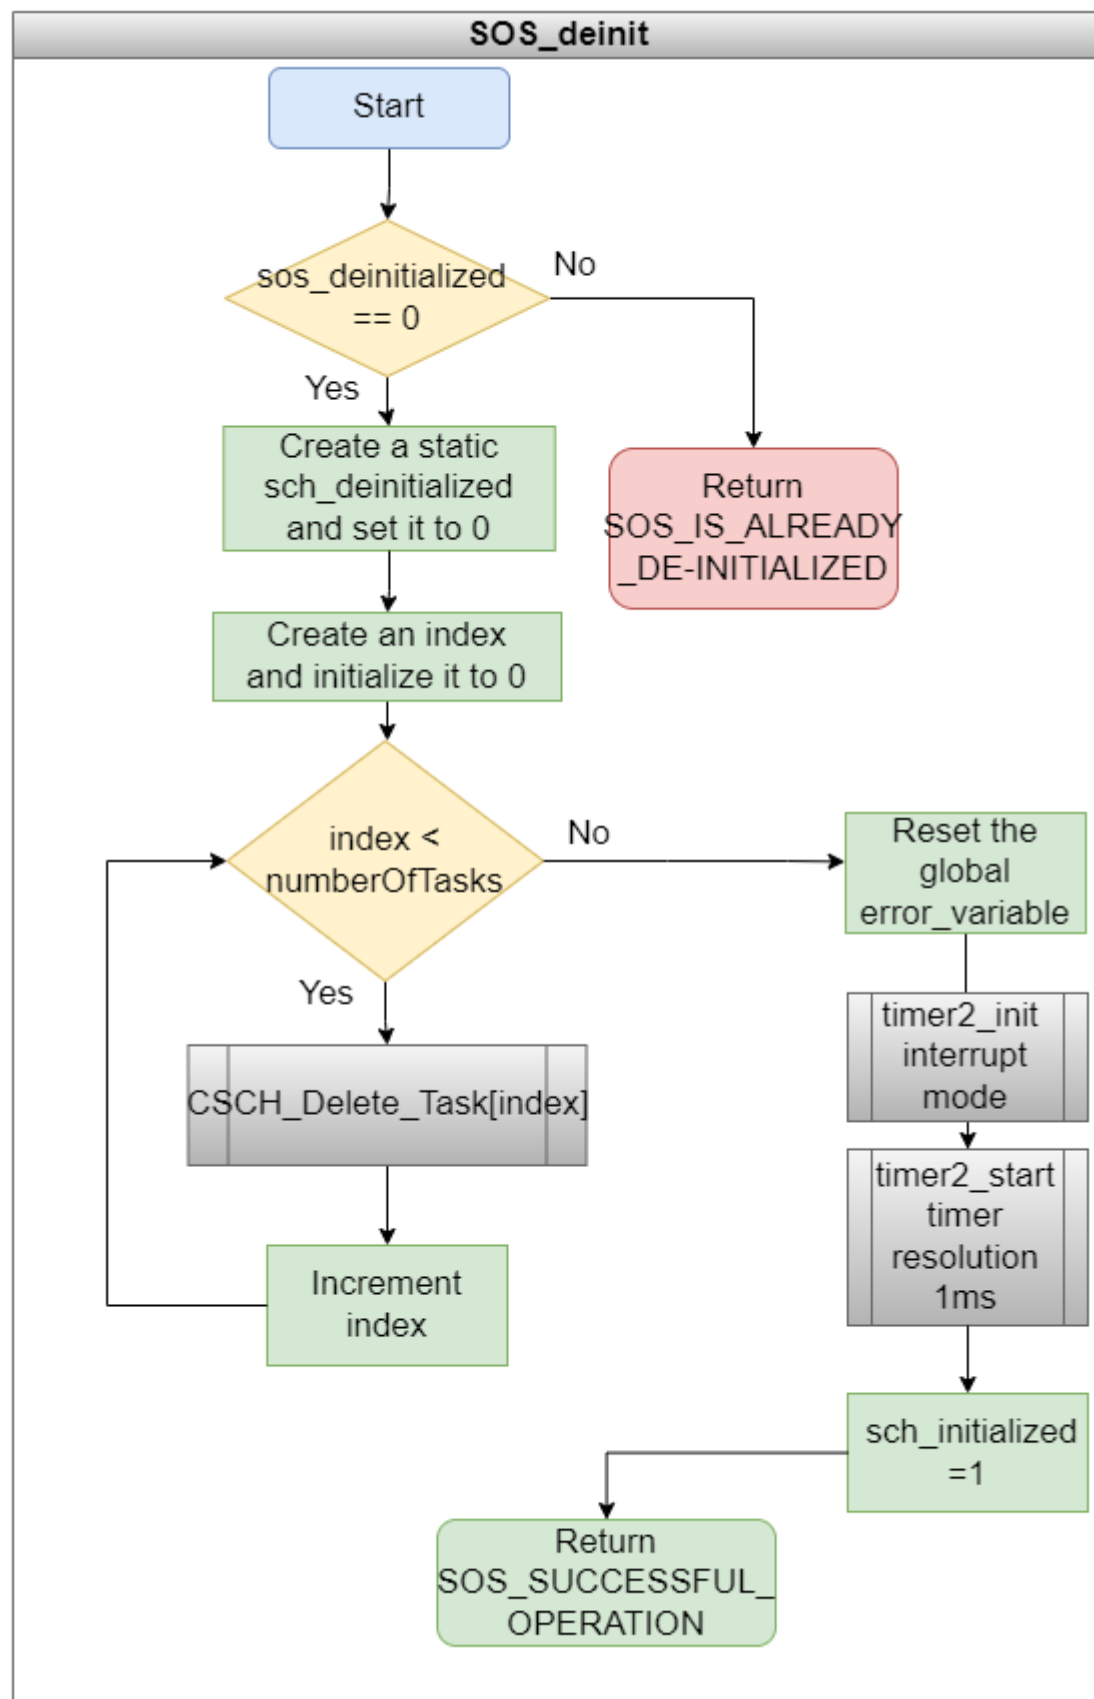 SOS_deinit
Start
sos_deinitialized
== 0
No
Yes
Create a static
sch_deinitialized
and set it to 0
Return
SOS_IS_ALREADY
_DE-INITIALIZED
Create an index
and initialize it to 0
index <
numberOfTasks
No
Reset the
global
error_variable
Yes
timer2_init
interrupt
mode
CSCH_Delete_Task[index]
timer2_start
timer
resolution
1ms
Increment
index
sch_initialized
=1
Return
SOS_SUCCESSFUL_
OPERATION